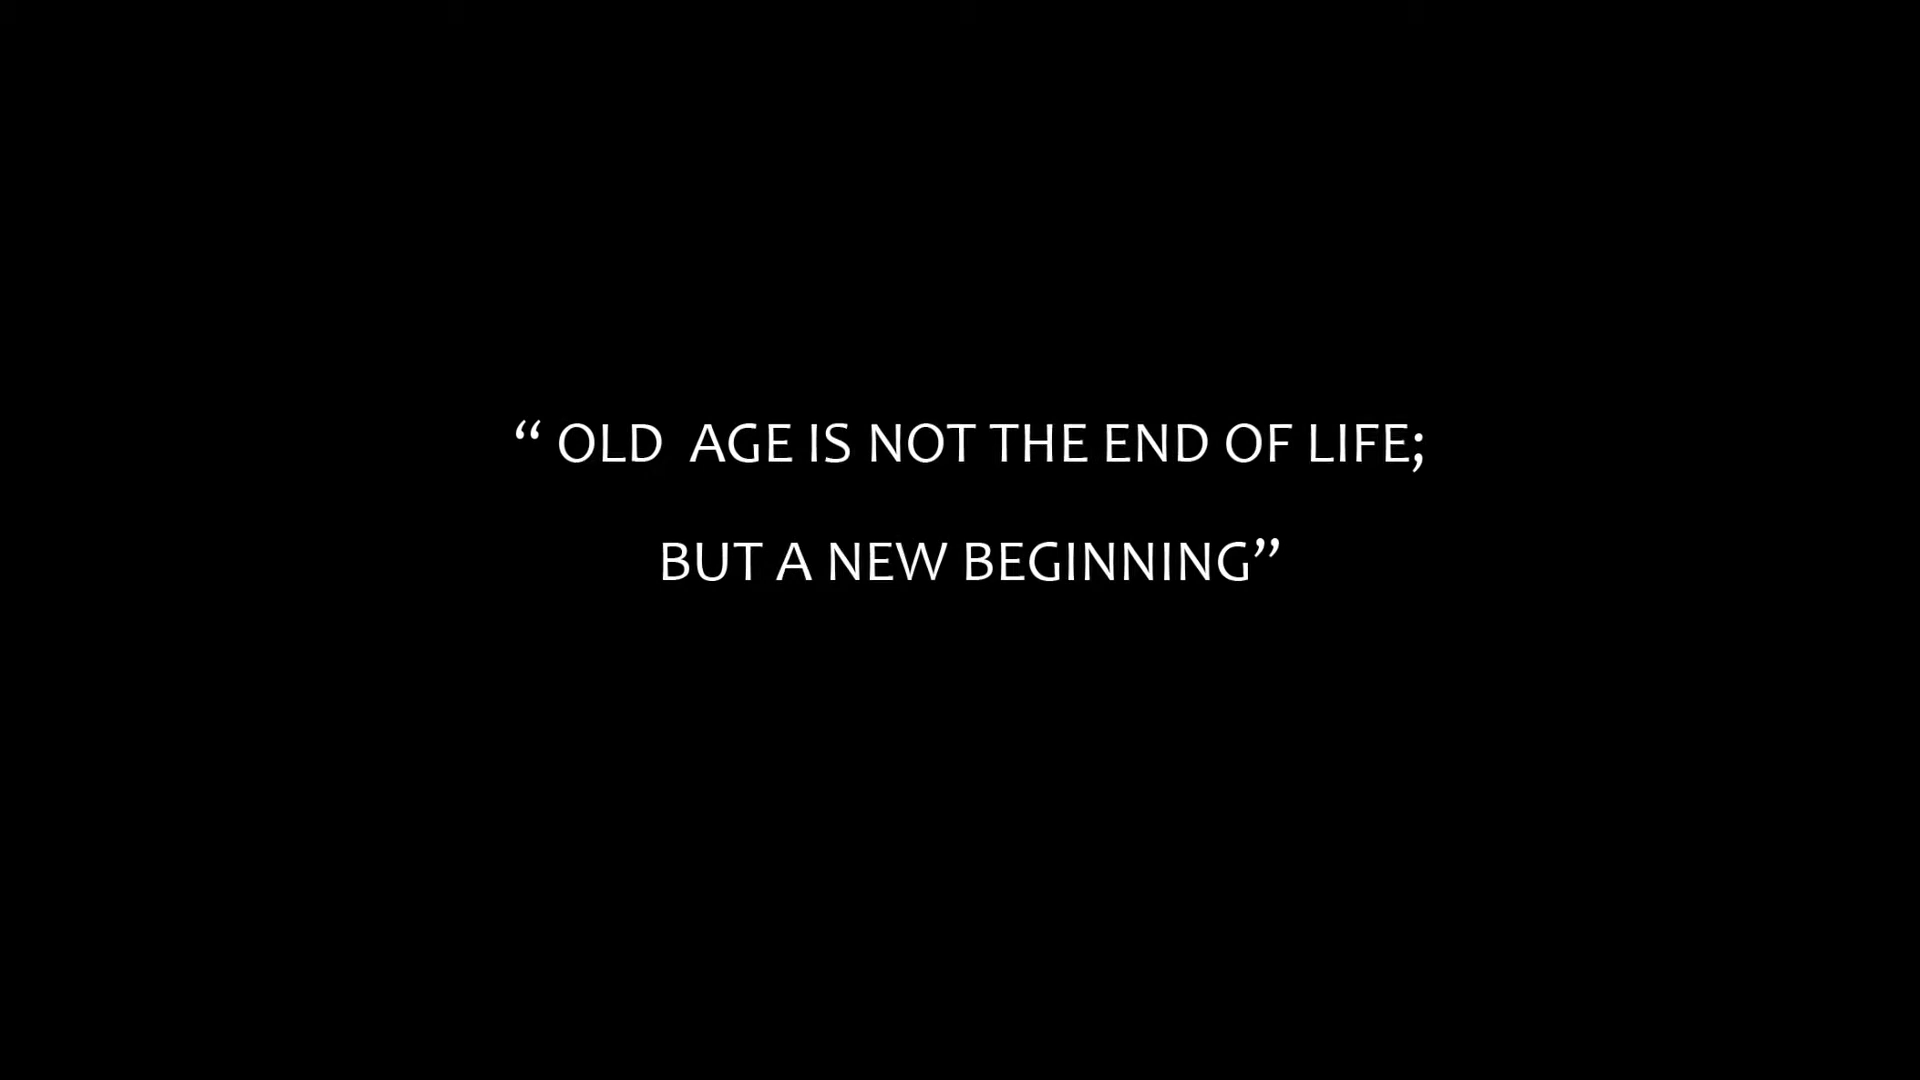 “ OLD  AGE IS NOT THE END OF LIFE;
BUT A NEW BEGINNING”